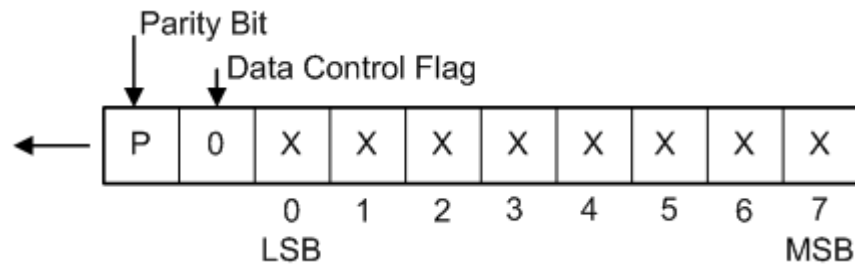 Parity Bit
Data Control Flag
P 0 X X X X X X X X
0 1 2 3 4 5 6 7
LSB MSB